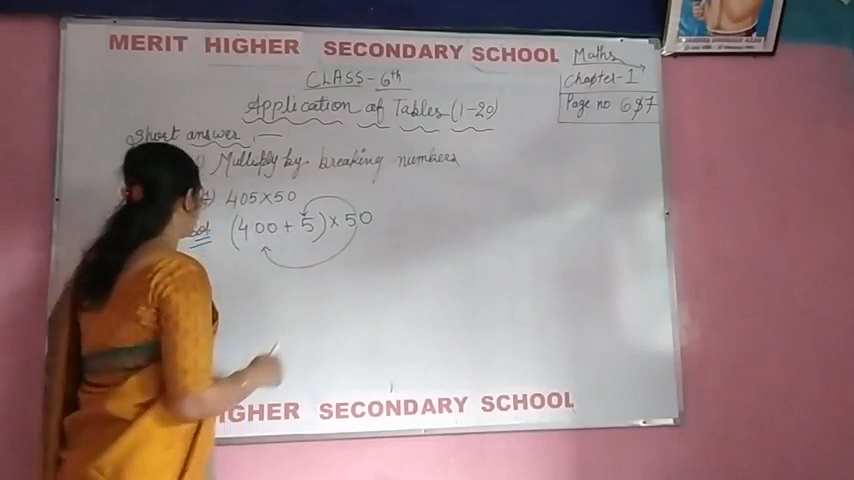 MERIT HIGHER SECONDARY SCHOOL
Maths
CLASS - 6th
Chapter-1
Application of Tables (1-20)
Page no 6&7
Short answer :-
Multiply by breaking numbers
405×50
Sol
(400 + 5) × 50
HIGHER SECONDARY SCHOOL